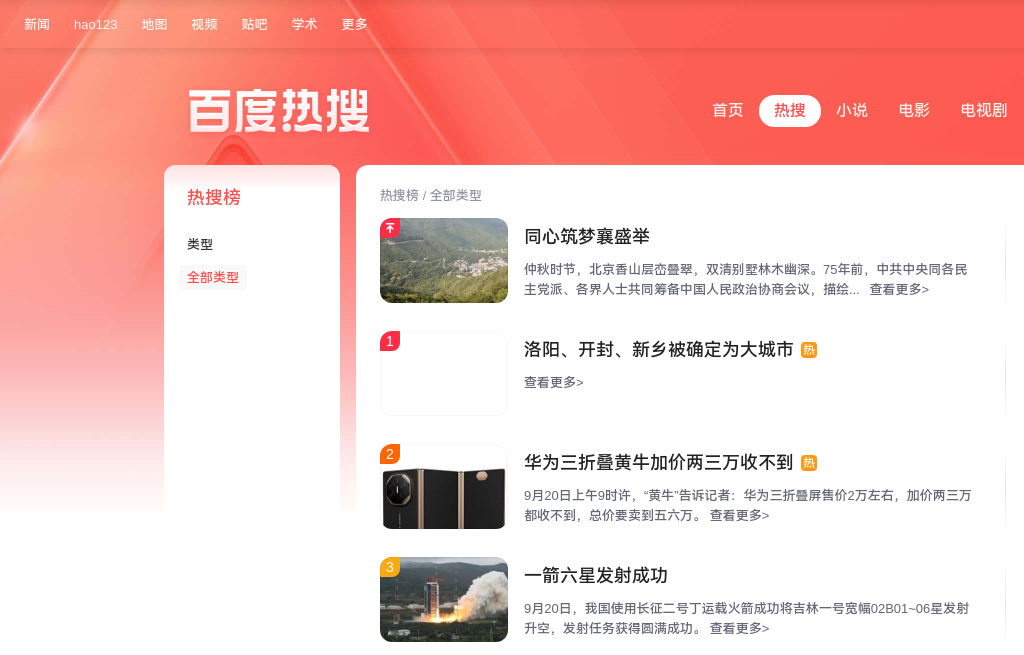 新闻 hao123 地图 视频 贴吧 学术 更多
百度热搜
首页 热搜 小说 电影 电视剧
热搜榜
类型
全部类型
热搜榜 / 全部类型
同心筑梦襄盛举
仲秋时节，北京香山层峦叠翠，双清别墅林木幽深。75年前，中共中央同各民
主党派、各界人士共同筹备中国人民政治协商会议，描绘... 查看更多>
1
洛阳、开封、新乡被确定为大城市 热
查看更多>
2
华为三折叠黄牛加价两三万收不到 热
9月20日上午9时许，“黄牛”告诉记者：华为三折叠屏售价2万左右，加价两三万
都收不到，总价要卖到五六万。 查看更多>
3
一箭六星发射成功
9月20日，我国使用长征二号丁运载火箭成功将吉林一号宽幅02B01~06星发射
升空，发射任务获得圆满成功。 查看更多>